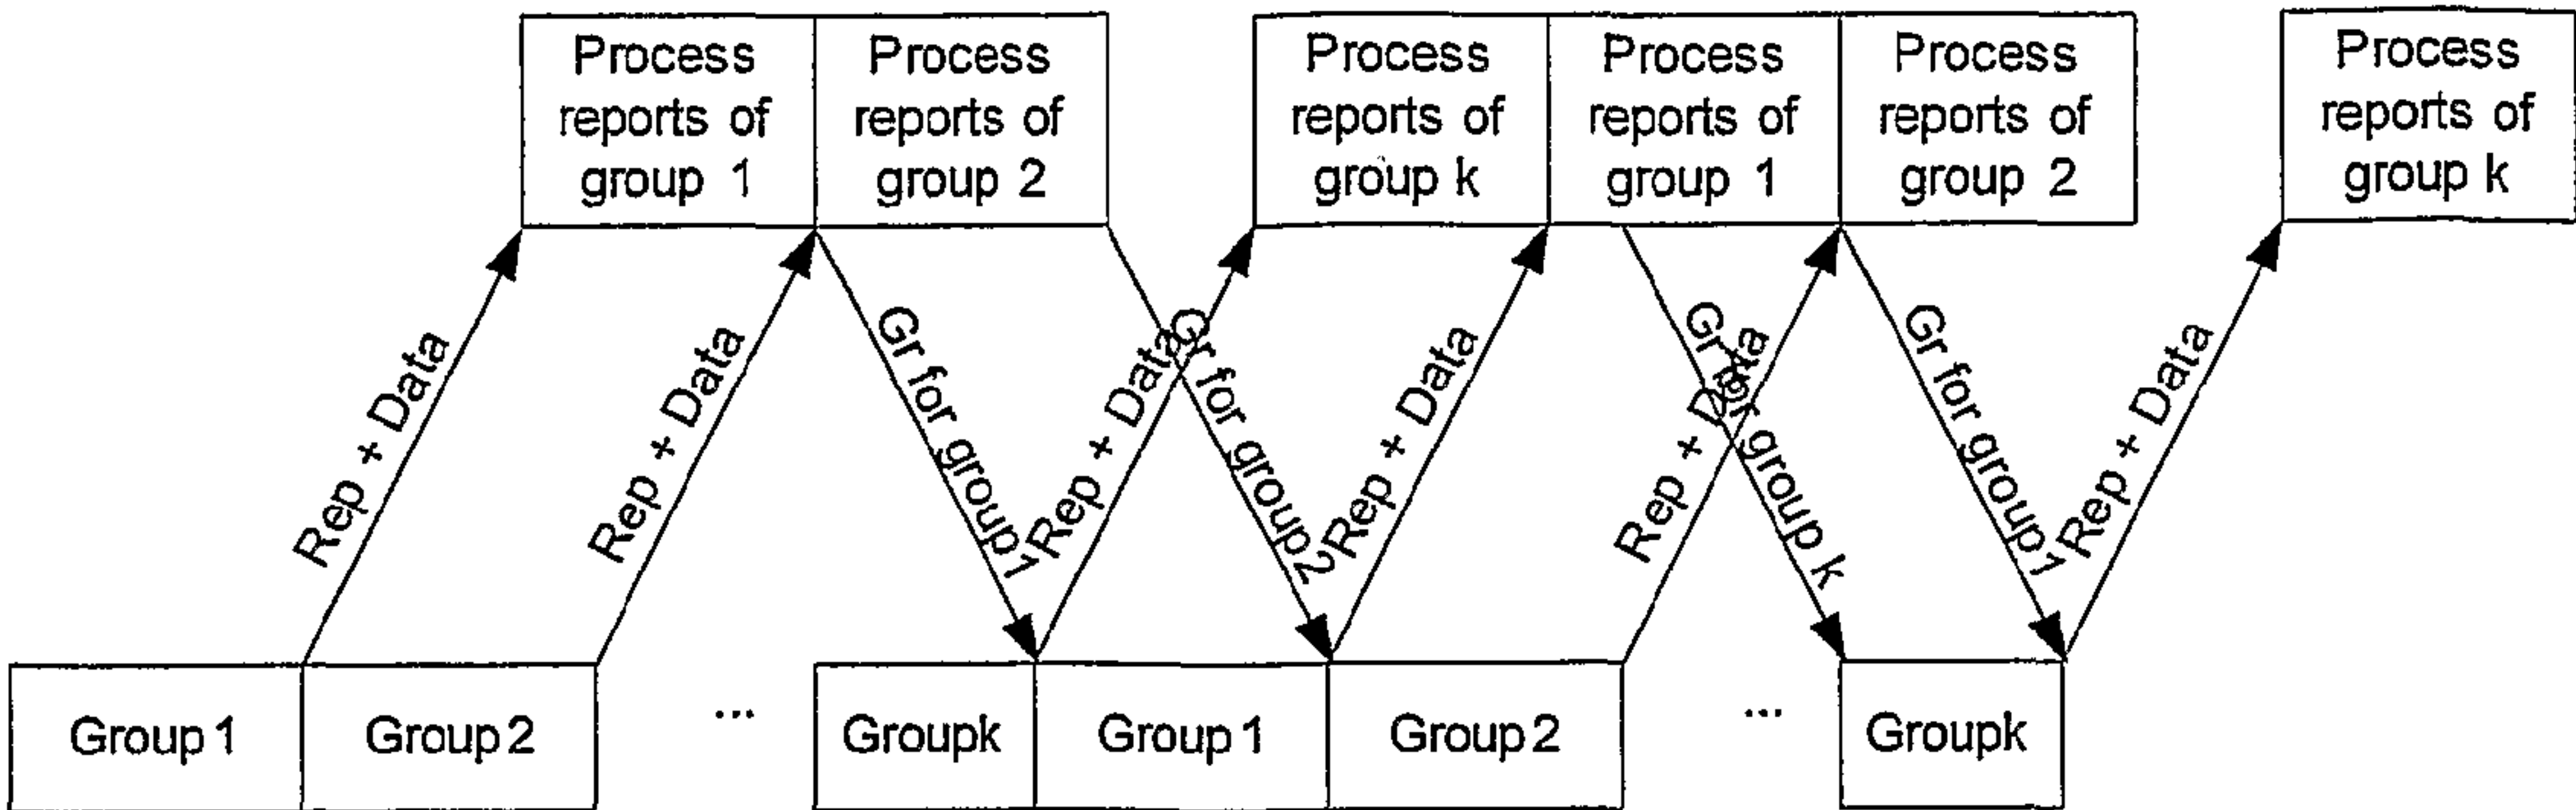 Process
reports of
group 1
Process
reports of
group 2
Process
reports of
group k
Process
reports of
group 1
Process
reports of
group 2
Process
reports of
group k
Rep + Data
Rep + Data
Gr for group1
Rep + Data
Gr for group2
Rep + Data
Rep + Data
Gr for group k
Gr for group1
Rep + Data
Group 1
Group 2
...
Groupk
Group 1
Group 2
...
Groupk